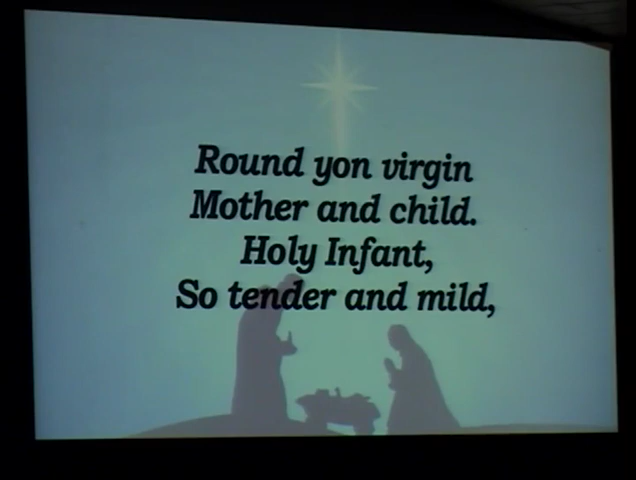 Round yon virgin
Mother and child.
Holy Infant,
So tender and mild,